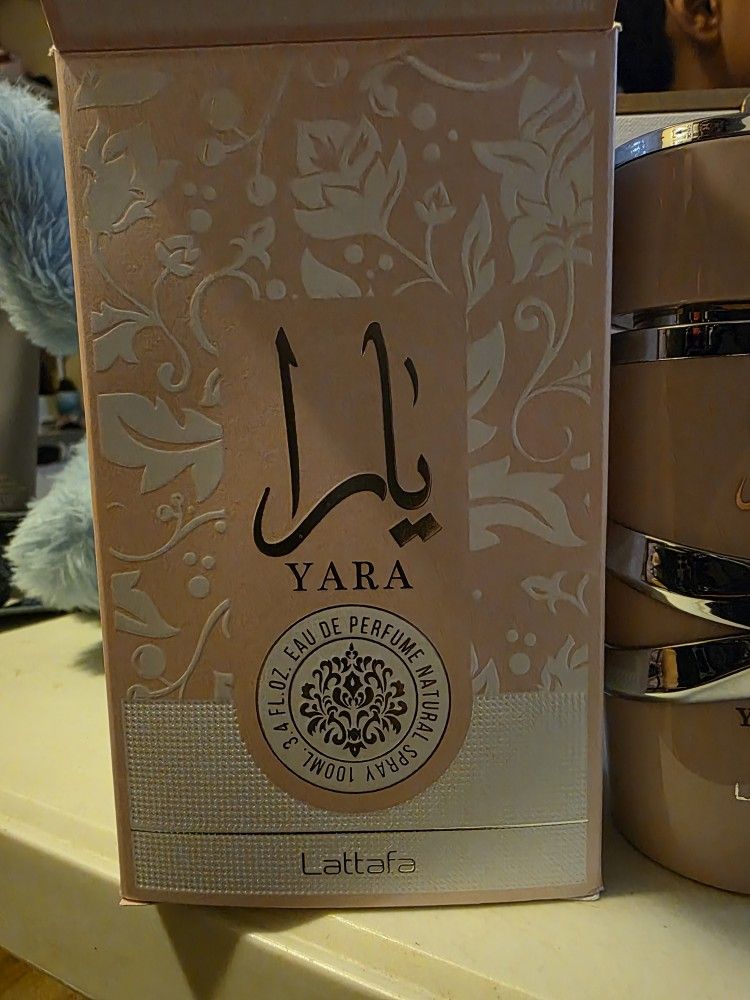 يارا
YARA
EAU DE PERFUME NATURAL SPRAY 100ML. 3.4 FL.OZ.
Lattafa